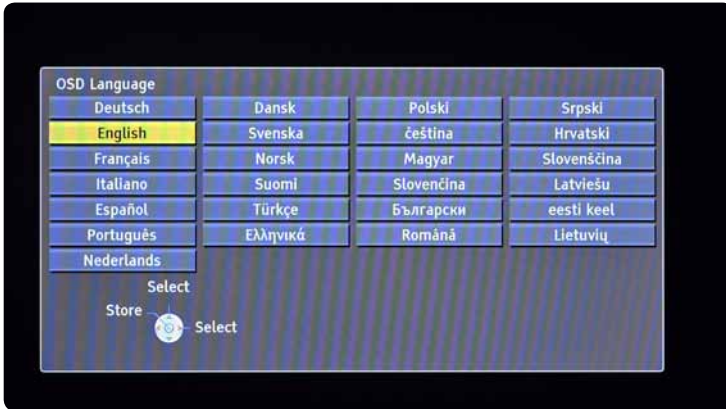 OSD Language
Deutsch Dansk Polski Srpski
English Svenska čeština Hrvatski
Français Norsk Magyar Slovenščina
Italiano Suomi Slovenčina Latviešu
Español Türkçe Български eesti keel
Português Ελληνικά Română Lietuvių
Nederlands
Select
Store
Select